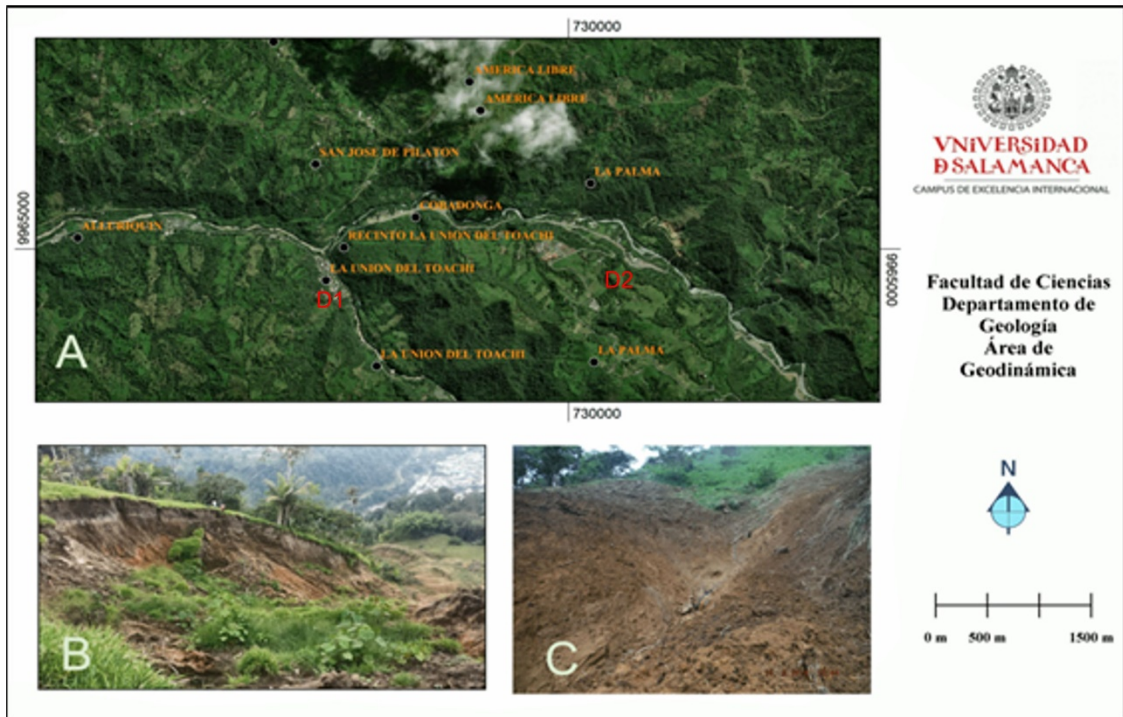 730000
AMERICA LIBRE
AMERICA LIBRE
SAN JOSE DE PILATON
LA PALMA
COBADONGA
9965000
ALLURIQUIN
RECINTO LA UNION DEL TOACHI
9965000
LA UNION DEL TOACHI
D1
D2
A
LA UNION DEL TOACHI
LA PALMA
730000
B
C
VNiVERSiDAD
D SALAMANCA
CAMPUS DE EXCELENCIA INTERNACIONAL
Facultad de Ciencias
Departamento de
Geología
Área de
Geodinámica
N
0 m 500 m 1500 m